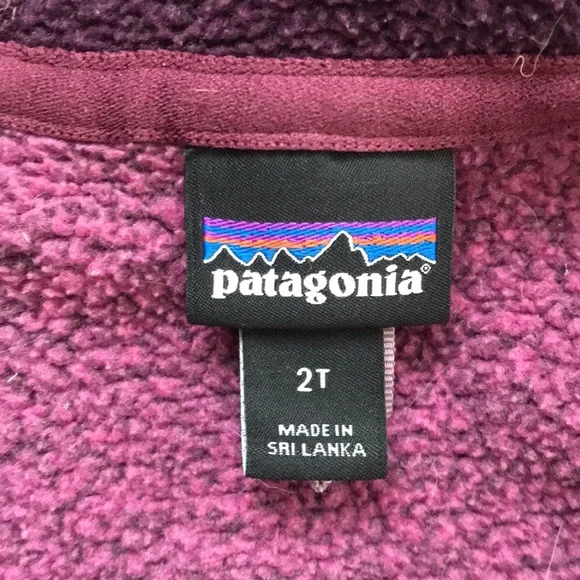 patagonia®
2T
MADE IN
SRI LANKA